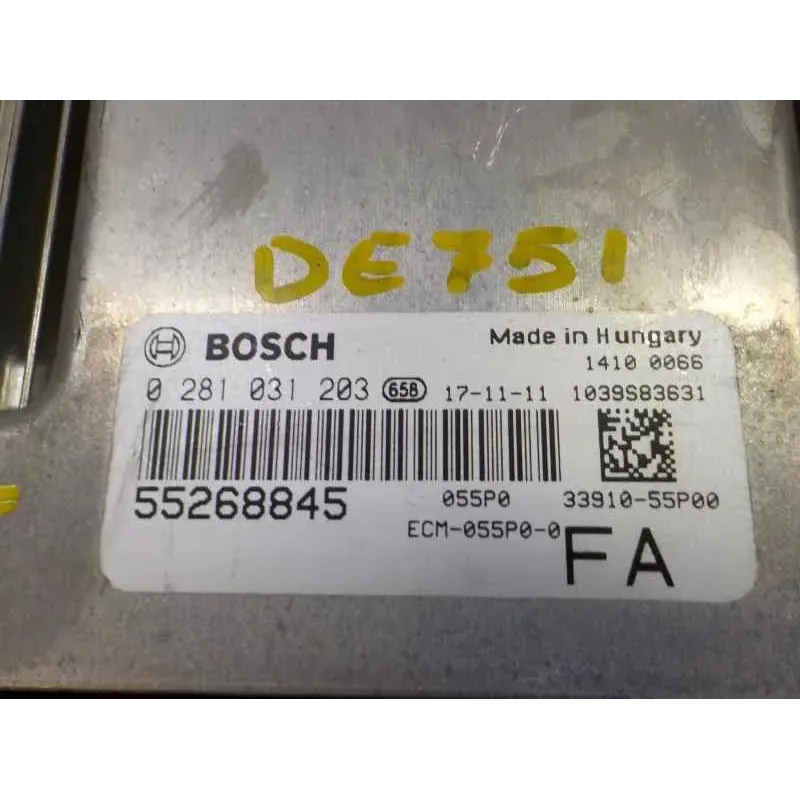 DE751
BOSCH Made in Hungary
1410 0066
0 281 031 203 658 17-11-11 1039S83631
55268845 055P0 33910-55P00
ECM-055P0-0 FA